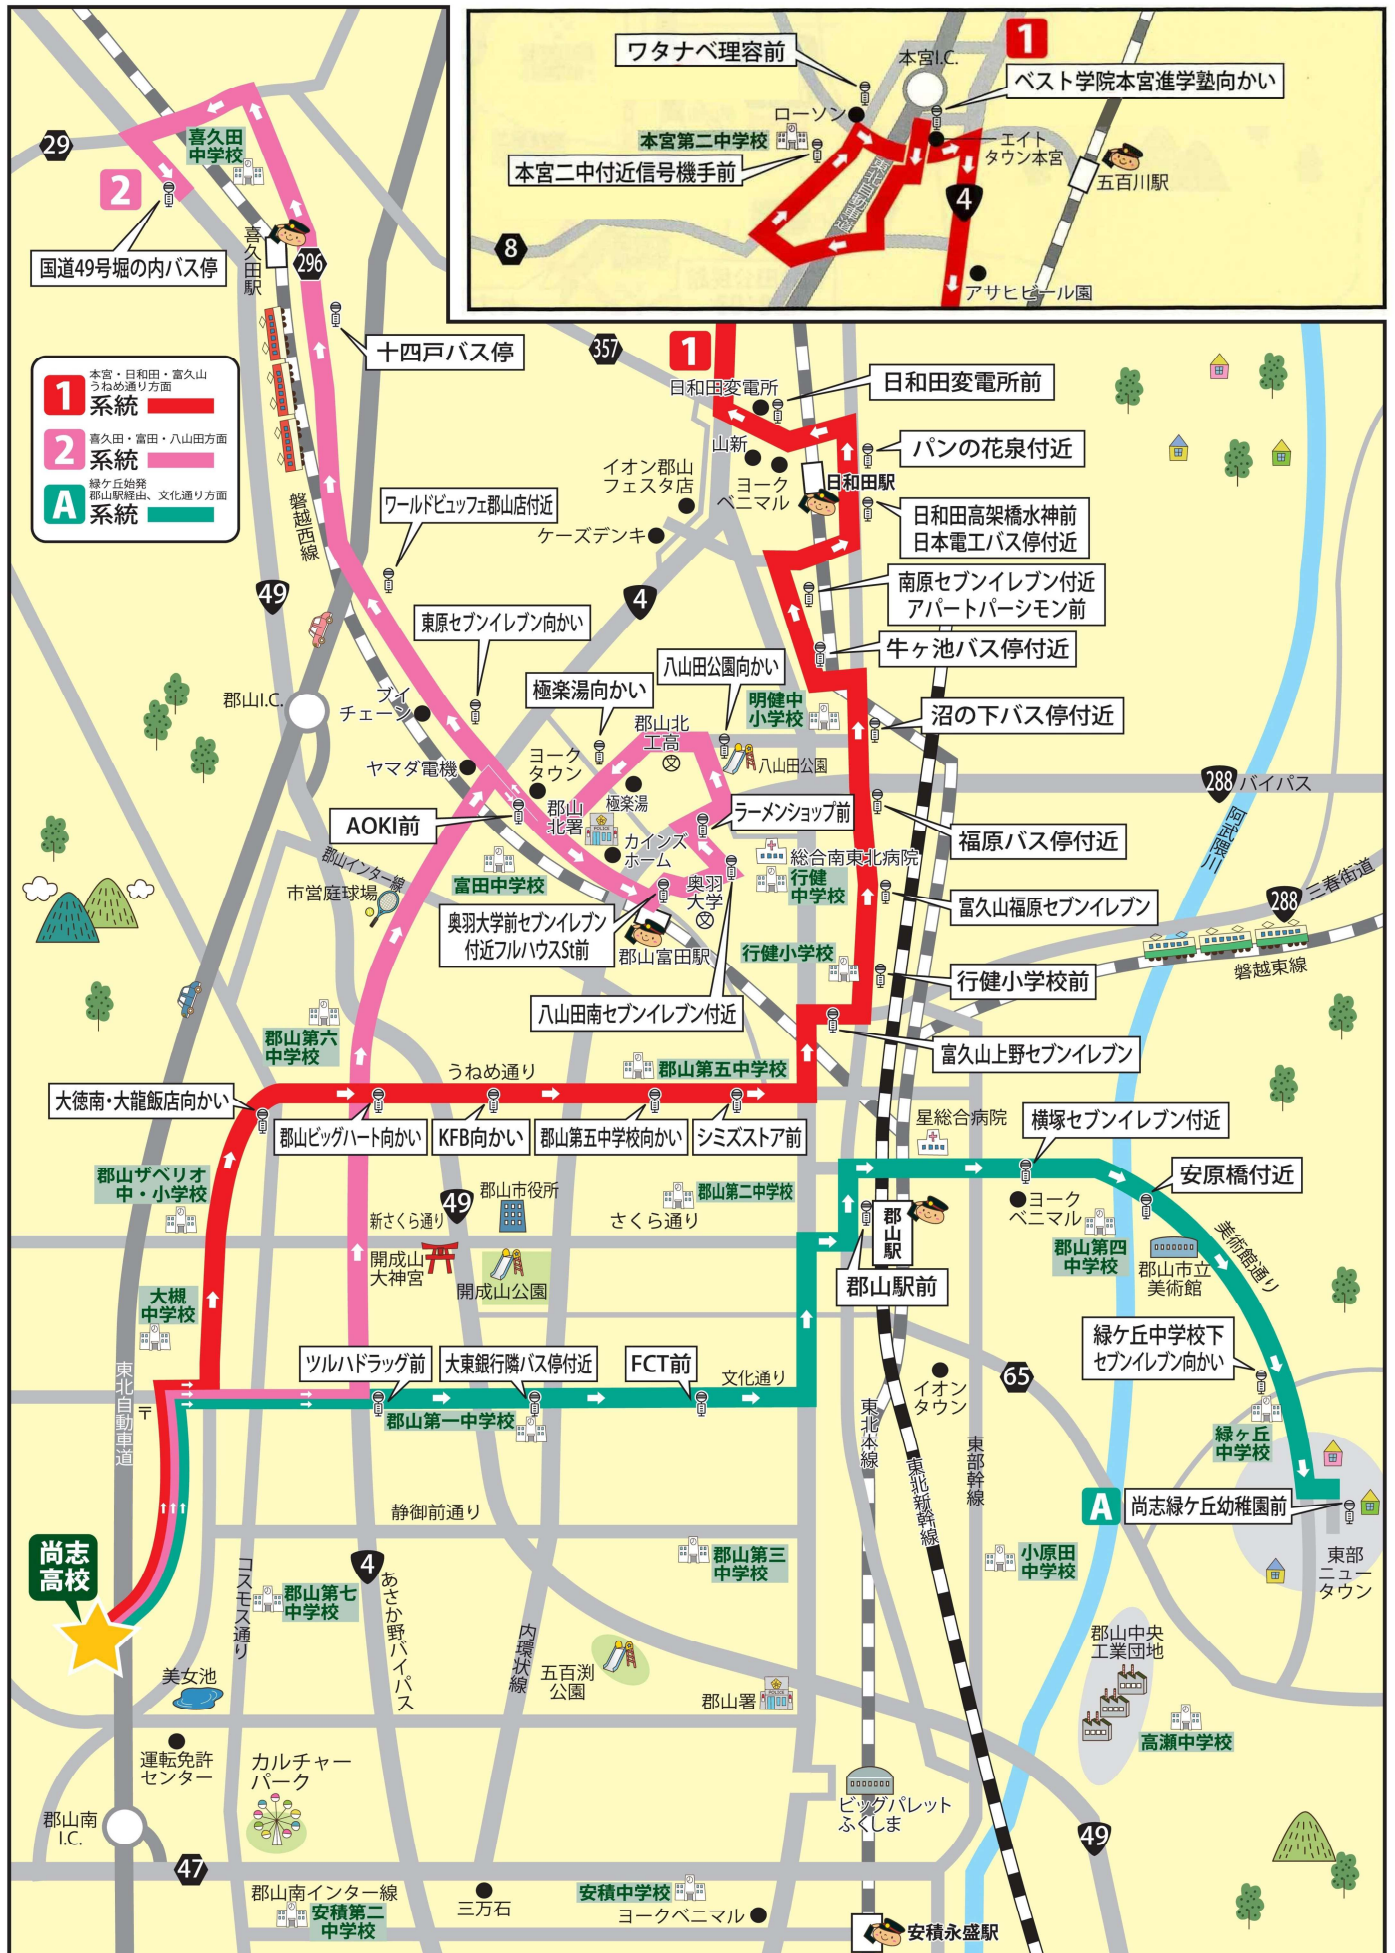 1
ワタナベ理容前
本宮I.C.
ベスト学院本宮進学塾向かい
ローソン
本宮第二中学校
エイト
タウン本宮
本宮二中付近信号機手前
五百川駅
東北自動車道
4
8
アサヒビール園
29
喜久田
中学校
2
国道49号堀の内バス停
喜久田駅
296
十四戸バス停
1
本宮・日和田・富久山
うねめ通り方面
系統
2
喜久田・富田・八山田方面
系統
A
緑ケ丘始発
郡山駅経由、文化通り方面
系統
357
1
日和田変電所
日和田変電所前
山新
パンの花泉付近
イオン郡山
フェスタ店
ヨーク
ベニマル
日和田駅
ワールドビュッフェ郡山店付近
ケーズデンキ
日和田高架橋水神前
日本電工バス停付近
磐越西線
49
4
南原セブンイレブン付近
アパートパーシモン前
東原セブンイレブン向かい
牛ヶ池バス停付近
八山田公園向かい
極楽湯向かい
郡山I.C.
ブイ
チェーン
明健中
小学校
沼の下バス停付近
郡山北
工高
ヨーク
タウン
ヤマダ電機
八山田公園
288
バイパス
極楽湯
郡山
北署
AOKI前
ラーメンショップ前
福原バス停付近
阿武隈川
カインズ
ホーム
総合南東北病院
郡山インター線
市営庭球場
富田中学校
奥羽
大学
行健
中学校
富久山福原セブンイレブン
288
三春街道
奥羽大学前セブンイレブン
付近フルハウスSt前
郡山富田駅
行健小学校
行健小学校前
磐越東線
八山田南セブンイレブン付近
郡山第六
中学校
富久山上野セブンイレブン
うねめ通り
郡山第五中学校
大徳南・大龍飯店向かい
郡山ビッグハート向かい
KFB向かい
郡山第五中学校向かい
シミズストア前
星総合病院
横塚セブンイレブン付近
郡山ザベリオ
中・小学校
49
郡山市役所
郡山第二中学校
ヨーク
ベニマル
安原橋付近
新さくら通り
さくら通り
郡山駅
郡山第四
中学校
美術館通り
開成山
大神宮
開成山公園
郡山市立
美術館
郡山駅前
大槻
中学校
緑ケ丘中学校下
セブンイレブン向かい
ツルハドラッグ前
大東銀行隣バス停付近
FCT前
文化通り
65
イオン
タウン
東北自動車道
〒
郡山第一中学校
緑ヶ丘
中学校
東北本線
東北新幹線
東部幹線
静御前通り
A
尚志緑ケ丘幼稚園前
尚志
高校
東部
ニュー
タウン
コスモス通り
4
あさか野バイパス
郡山第七
中学校
郡山第三
中学校
小原田
中学校
内環状線
美女池
五百渕
公園
郡山署
郡山中央
工業団地
高瀬中学校
運転免許
センター
カルチャー
パーク
郡山南
I.C.
ビッグパレット
ふくしま
49
47
郡山南インター線
安積第二
中学校
三万石
安積中学校
ヨークベニマル
安積永盛駅